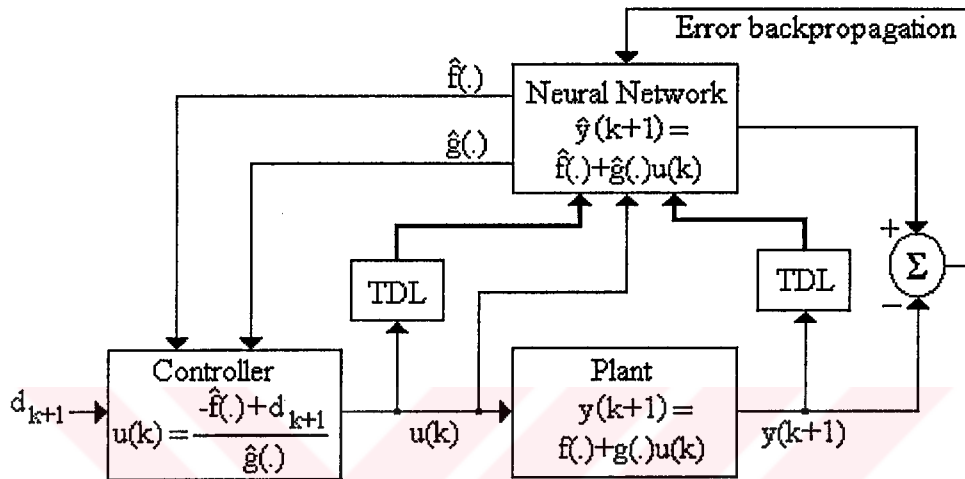 Error backpropagation
f̂(.)
Neural Network
ŷ(k+1) =
f̂(.)+ĝ(.)u(k)
ĝ(.)
+
Σ
−
TDL
TDL
Controller
u(k) = -f̂(.)+d_{k+1} / ĝ(.)
d_{k+1}
u(k)
Plant
y(k+1) =
f(.)+g(.)u(k)
y(k+1)